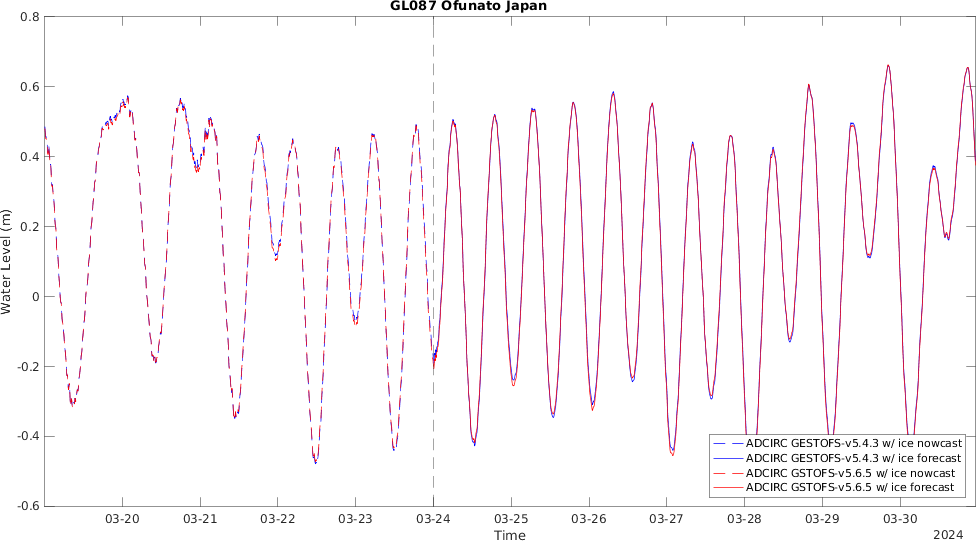 GL087 Ofunato Japan
0.8
0.6
0.4
0.2
0
-0.2
-0.4
-0.6
Water Level (m)
ADCIRC GESTOFS-v5.4.3 w/ ice nowcast
ADCIRC GESTOFS-v5.4.3 w/ ice forecast
ADCIRC GSTOFS-v5.6.5 w/ ice nowcast
ADCIRC GSTOFS-v5.6.5 w/ ice forecast
03-20 03-21 03-22 03-23 03-24 03-25 03-26 03-27 03-28 03-29 03-30
Time
2024